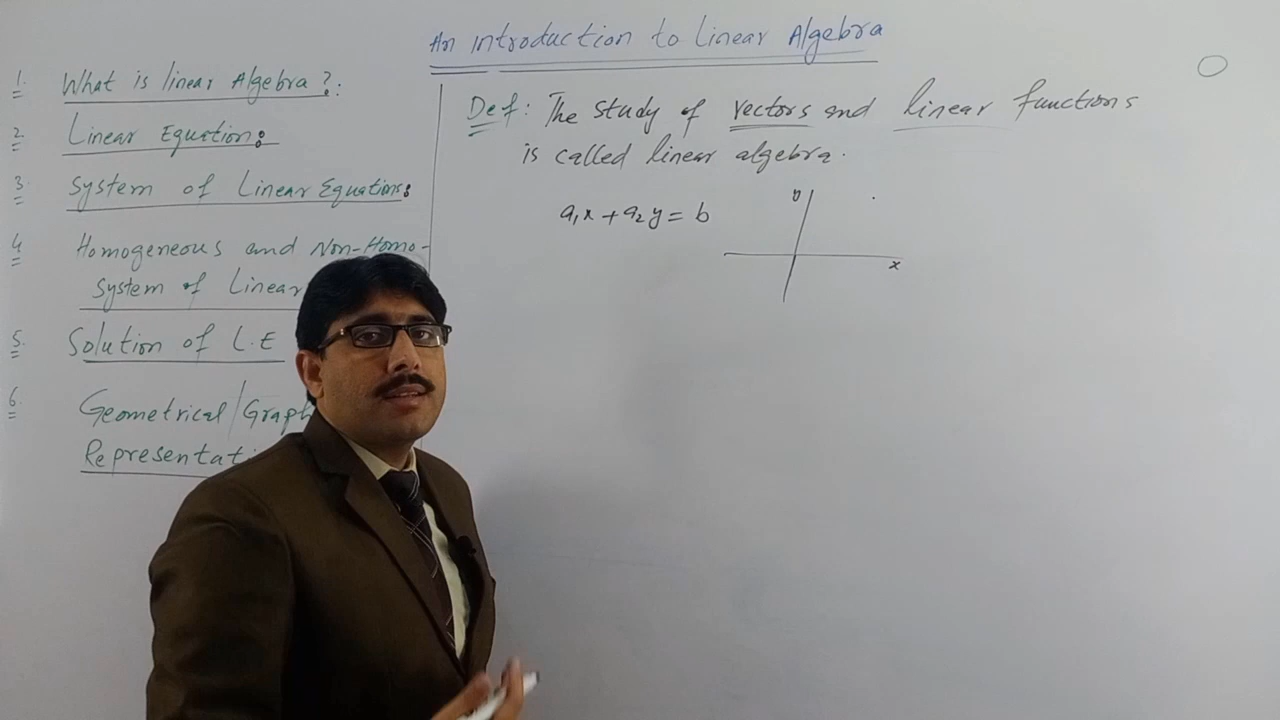 An introduction to Linear Algebra
1. What is linear Algebra?:
2. Linear Equation:
3. System of Linear Equations:
4. Homogeneous and Non-Homo-
System of Linear
5. Solution of L.E
6. Geometrical/Graph
Representati
Def: The study of vectors and linear functions
is called linear algebra.
a₁x + a₂y = b
x